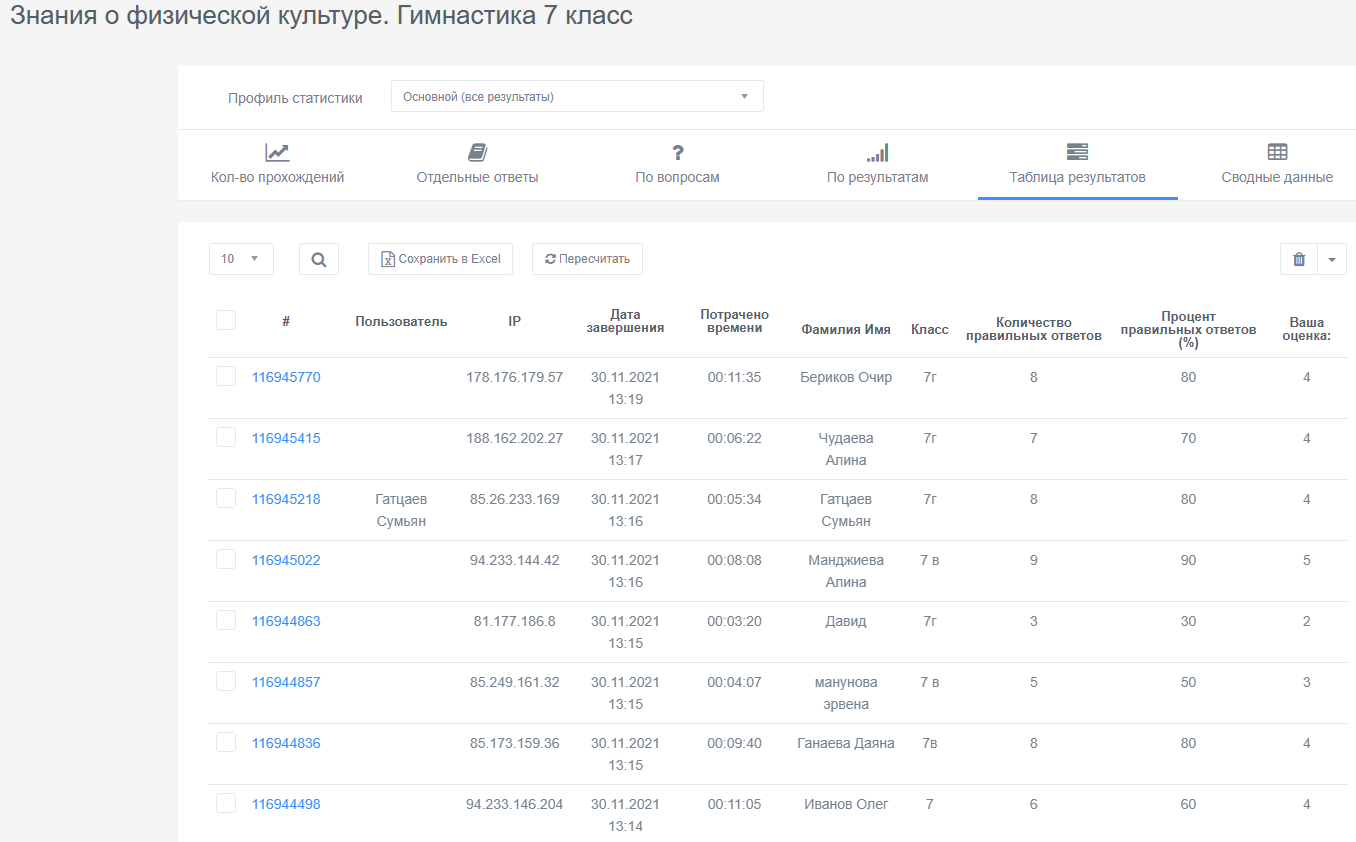 Знания о физической культуре. Гимнастика 7 класс
Профиль статистики
Основной (все результаты)
Кол-во прохождений
Отдельные ответы
По вопросам
По результатам
Таблица результатов
Сводные данные
10
Сохранить в Excel
Пересчитать
# Пользователь IP Дата завершения Потрачено времени Фамилия Имя Класс Количество правильных ответов Процент правильных ответов (%) Ваша оценка:
116945770 178.176.179.57 30.11.2021 13:19 00:11:35 Бериков Очир 7г 8 80 4
116945415 188.162.202.27 30.11.2021 13:17 00:06:22 Чудаева Алина 7г 7 70 4
116945218 Гатцаев Сумьян 85.26.233.169 30.11.2021 13:16 00:05:34 Гатцаев Сумьян 7г 8 80 4
116945022 94.233.144.42 30.11.2021 13:16 00:08:08 Манджиева Алина 7 в 9 90 5
116944863 81.177.186.8 30.11.2021 13:15 00:03:20 Давид 7г 3 30 2
116944857 85.249.161.32 30.11.2021 13:15 00:04:07 манунова эрвена 7 в 5 50 3
116944836 85.173.159.36 30.11.2021 13:15 00:09:40 Ганаева Даяна 7в 8 80 4
116944498 94.233.146.204 30.11.2021 13:14 00:11:05 Иванов Олег 7 6 60 4